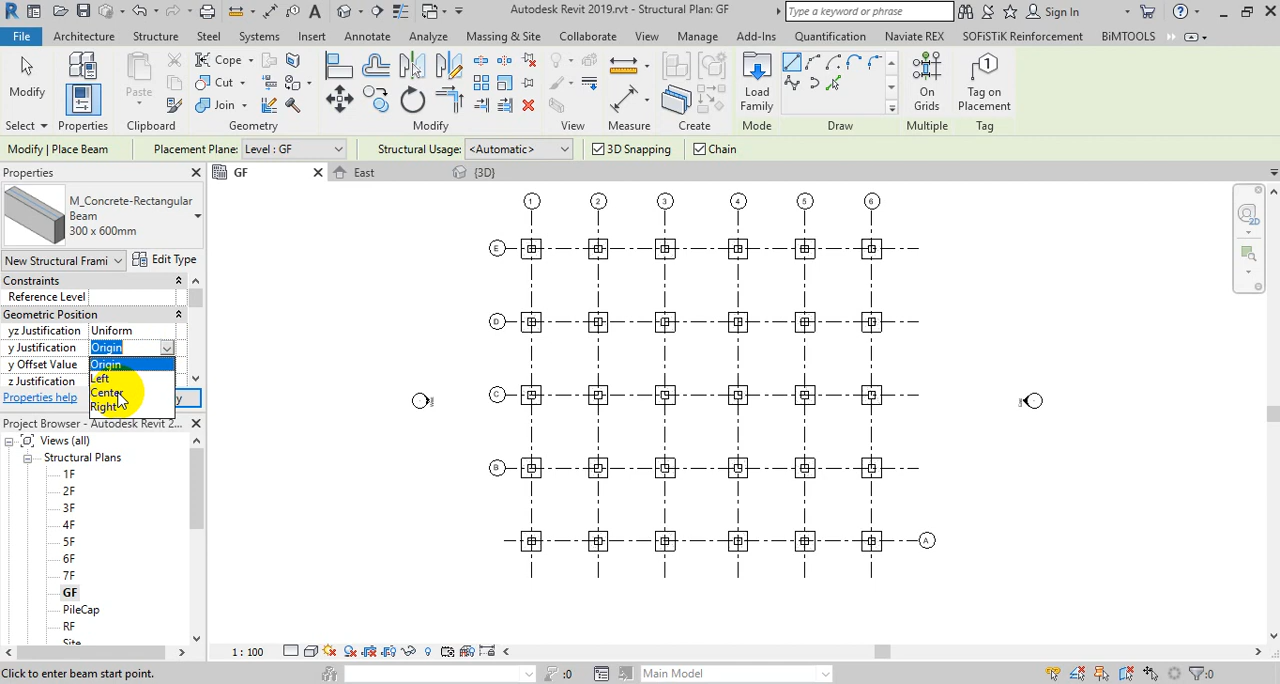 Autodesk Revit 2019.rvt - Structural Plan: GF
Type a keyword or phrase
Sign In
File Architecture Structure Steel Systems Insert Annotate Analyze Massing & Site Collaborate View Manage Add-Ins Quantification Naviate REX SOFiSTiK Reinforcement BiMTOOLS
Modify
Paste
Cope
Cut
Join
Load
Family
On
Grids
Tag on
Placement
Select Properties Clipboard Geometry Modify View Measure Create Mode Draw Multiple Tag
Modify | Place Beam Placement Plane: Level : GF Structural Usage: <Automatic> 3D Snapping Chain
Properties
GF
East
{3D}
M_Concrete-Rectangular
Beam
300 x 600mm
New Structural Frami Edit Type
Constraints
Reference Level
Geometric Position
yz Justification Uniform
y Justification Origin
y Offset Value
z Justification
Origin
Left
Center
Right
Properties help
y
1 2 3 4 5 6
E
D
C
B
A
Project Browser - Autodesk Revit 2...
Views (all)
Structural Plans
1F
2F
3F
4F
5F
6F
7F
GF
PileCap
RF
Site
1 : 100
Click to enter beam start point.
:0
Main Model
:0